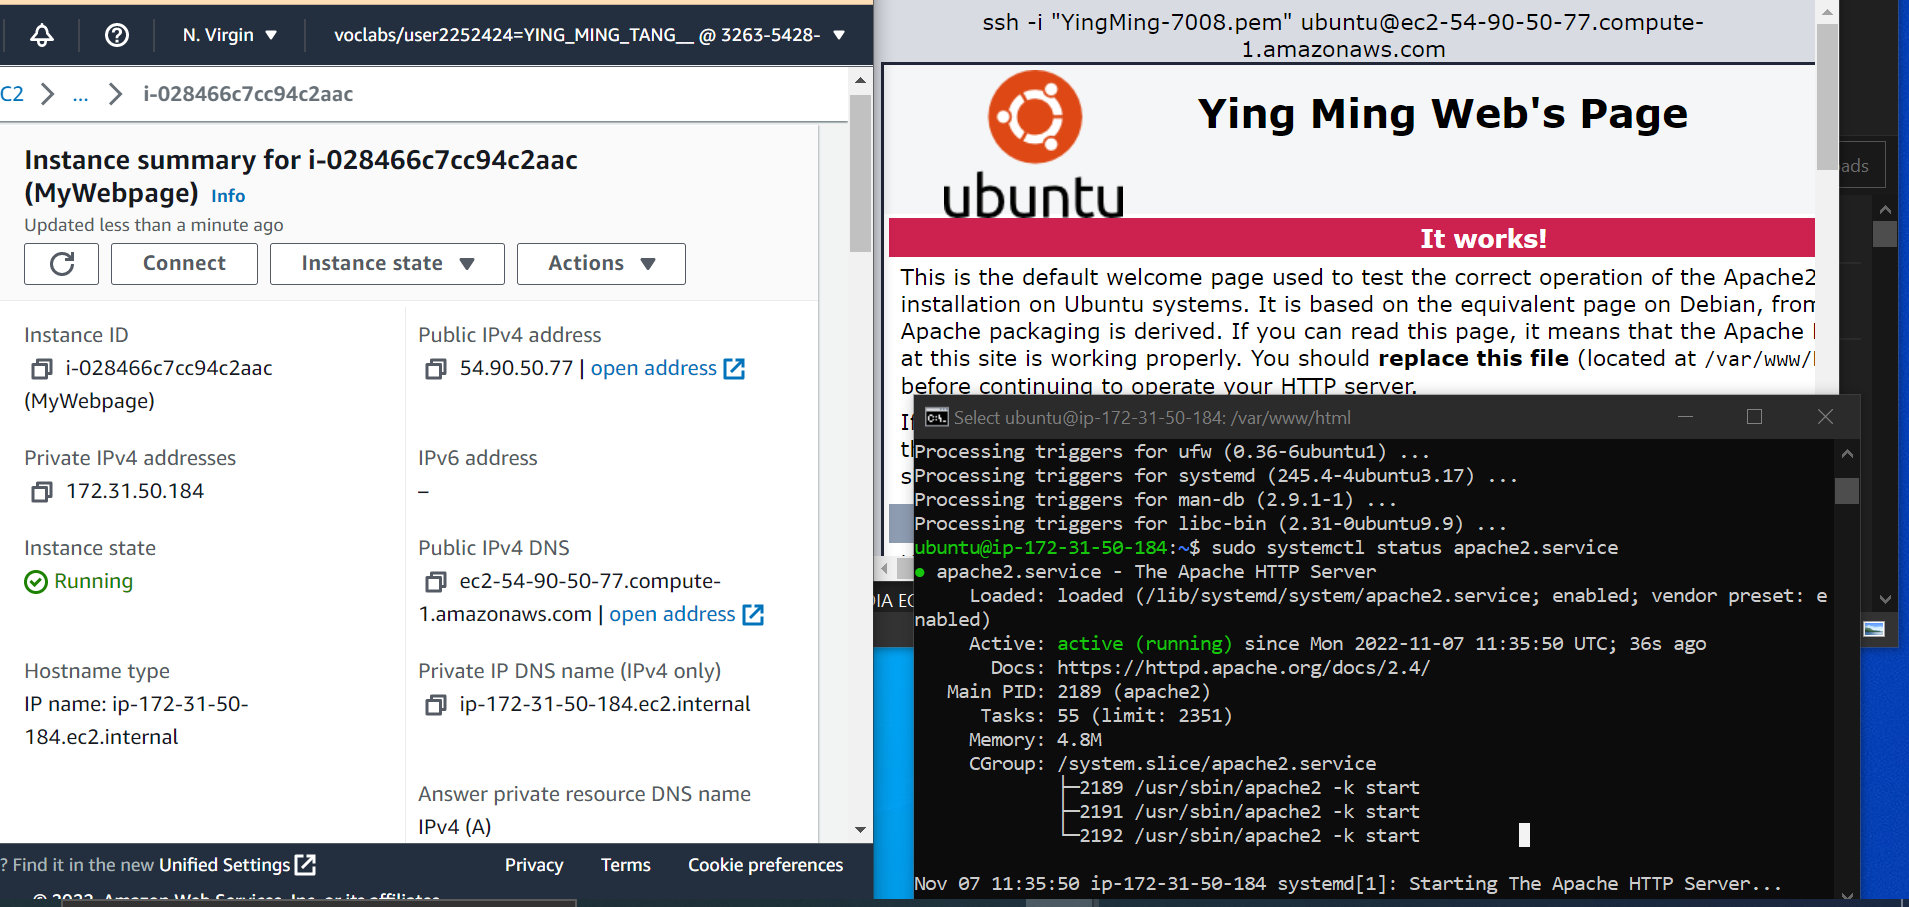 N. Virgin
voclabs/user2252424=YING_MING_TANG__ @ 3263-5428-
C2 ... i-028466c7cc94c2aac
Instance summary for i-028466c7cc94c2aac
(MyWebpage) Info
Updated less than a minute ago
Connect
Instance state
Actions
Instance ID
i-028466c7cc94c2aac
(MyWebpage)
Public IPv4 address
54.90.50.77 | open address
Private IPv4 addresses
172.31.50.184
IPv6 address
–
Instance state
Running
Public IPv4 DNS
ec2-54-90-50-77.compute-
1.amazonaws.com | open address
Hostname type
IP name: ip-172-31-50-
184.ec2.internal
Private IP DNS name (IPv4 only)
ip-172-31-50-184.ec2.internal
Answer private resource DNS name
IPv4 (A)
? Find it in the new Unified Settings
Privacy Terms Cookie preferences
© 2022, Amazon Web Services, Inc. or its affiliates.
ssh -i "YingMing-7008.pem" ubuntu@ec2-54-90-50-77.compute-
1.amazonaws.com
ubuntu
Ying Ming Web's Page
It works!
This is the default welcome page used to test the correct operation of the Apache2
installation on Ubuntu systems. It is based on the equivalent page on Debian, from
Apache packaging is derived. If you can read this page, it means that the Apache
at this site is working properly. You should replace this file (located at /var/www/
before continuing to operate your HTTP server.
ads
Select ubuntu@ip-172-31-50-184: /var/www/html
Processing triggers for ufw (0.36-6ubuntu1) ...
Processing triggers for systemd (245.4-4ubuntu3.17) ...
Processing triggers for man-db (2.9.1-1) ...
Processing triggers for libc-bin (2.31-0ubuntu9.9) ...
ubuntu@ip-172-31-50-184:~$ sudo systemctl status apache2.service
● apache2.service - The Apache HTTP Server
Loaded: loaded (/lib/systemd/system/apache2.service; enabled; vendor preset: e
nabled)
Active: active (running) since Mon 2022-11-07 11:35:50 UTC; 36s ago
Docs: https://httpd.apache.org/docs/2.4/
Main PID: 2189 (apache2)
Tasks: 55 (limit: 2351)
Memory: 4.8M
CGroup: /system.slice/apache2.service
├─2189 /usr/sbin/apache2 -k start
├─2191 /usr/sbin/apache2 -k start
└─2192 /usr/sbin/apache2 -k start
Nov 07 11:35:50 ip-172-31-50-184 systemd[1]: Starting The Apache HTTP Server...